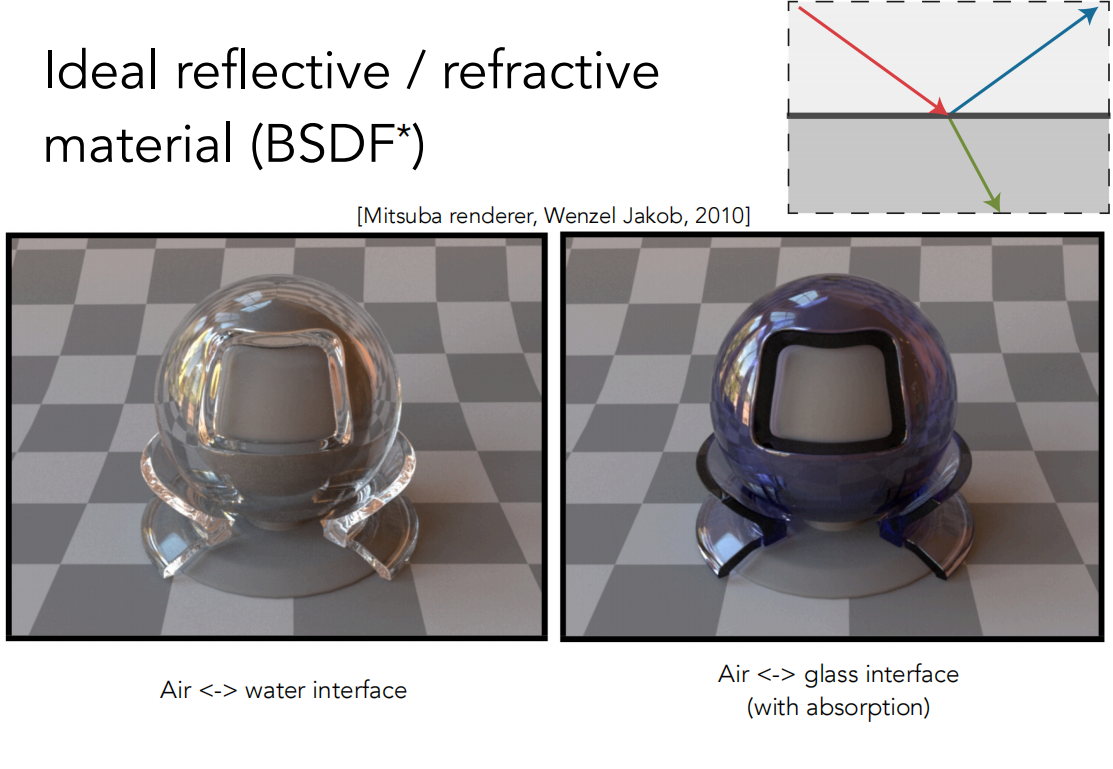 Ideal reflective / refractive
material (BSDF*)
[Mitsuba renderer, Wenzel Jakob, 2010]
Air <-> water interface
Air <-> glass interface
(with absorption)